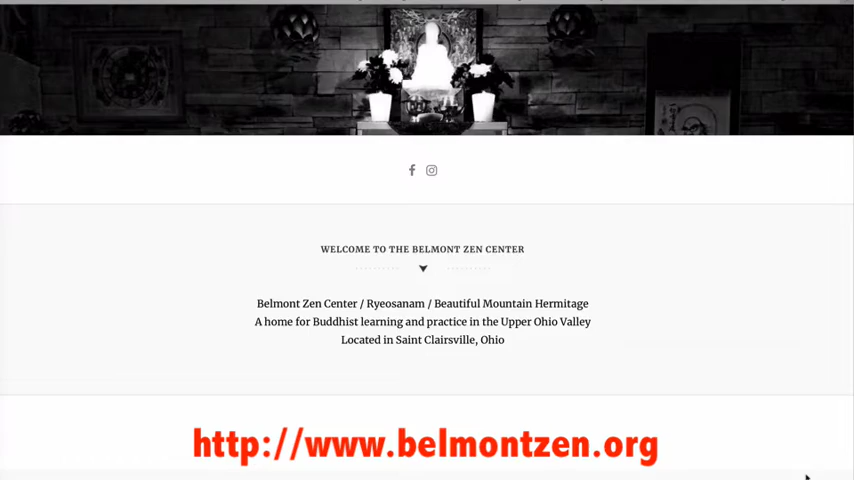 WELCOME TO THE BELMONT ZEN CENTER
Belmont Zen Center / Ryeosanam / Beautiful Mountain Hermitage
A home for Buddhist learning and practice in the Upper Ohio Valley
Located in Saint Clairsville, Ohio
http://www.belmontzen.org